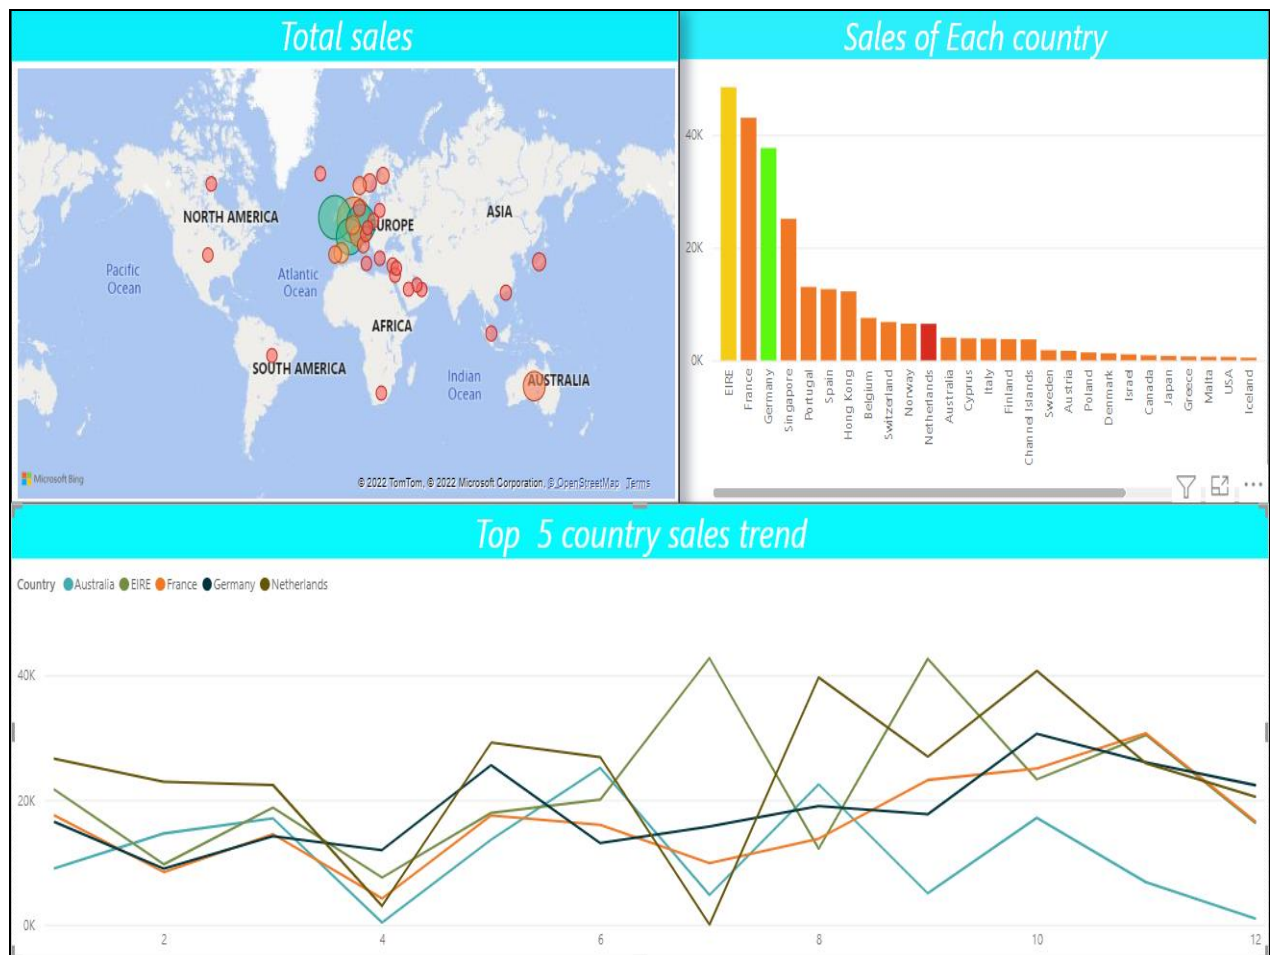 Total sales
NORTH AMERICA
EUROPE
ASIA
Pacific
Ocean
Atlantic
Ocean
AFRICA
SOUTH AMERICA
Indian
Ocean
AUSTRALIA
Microsoft Bing
© 2022 TomTom, © 2022 Microsoft Corporation, © OpenStreetMap Terms
Sales of Each country
40K
20K
0K
EIRE
France
Germany
Singapore
Portugal
Spain
Hong Kong
Belgium
Switzerland
Norway
Netherlands
Australia
Cyprus
Italy
Finland
Channel Islands
Sweden
Austria
Poland
Denmark
Israel
Canada
Japan
Greece
Malta
USA
Iceland
Top 5 country sales trend
Country Australia EIRE France Germany Netherlands
40K
20K
0K
2 4 6 8 10 12